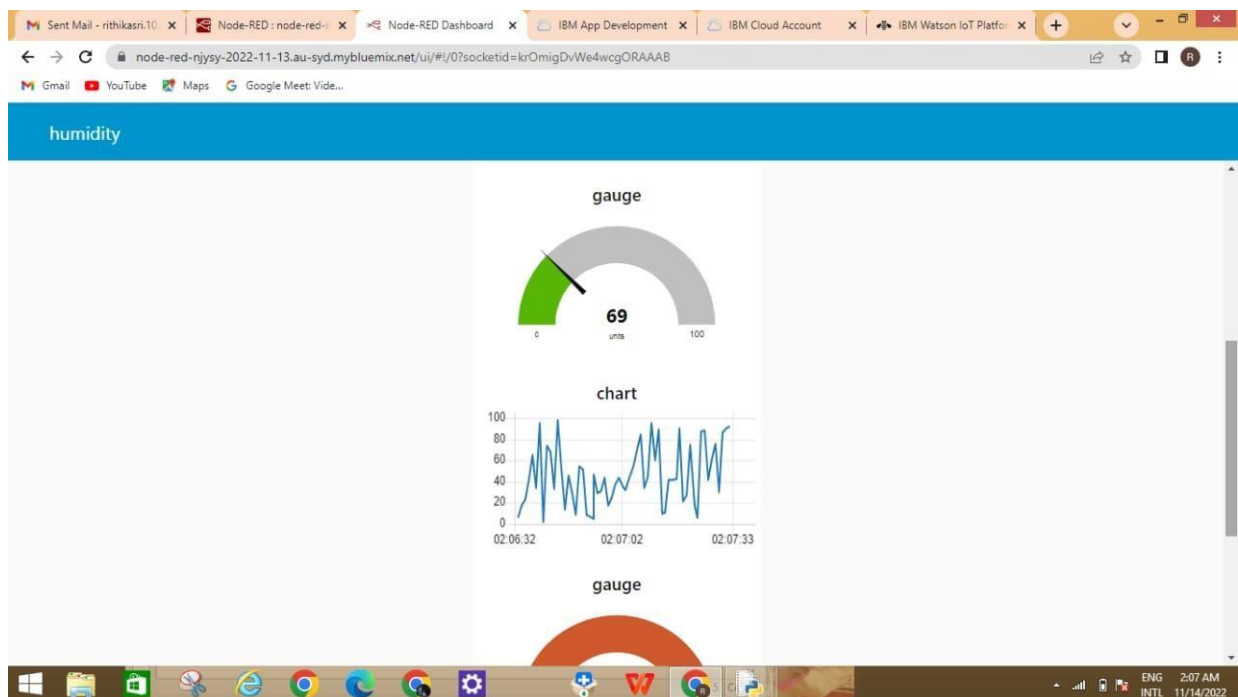 Sent Mail - rithikasri.10
Node-RED : node-red-n
Node-RED Dashboard
IBM App Development
IBM Cloud Account
IBM Watson IoT Platfor
node-red-njysy-2022-11-13.au-syd.mybluemix.net/ui/#!/0?socketid=krOmigDvWe4wcgORAAAB
R
Gmail
YouTube
Maps
Google Meet: Vide...
humidity
gauge
69
units
0
100
chart
100
80
60
40
20
0
02:06:32
02:07:02
02:07:33
gauge
ENG
INTL
2:07 AM
11/14/2022